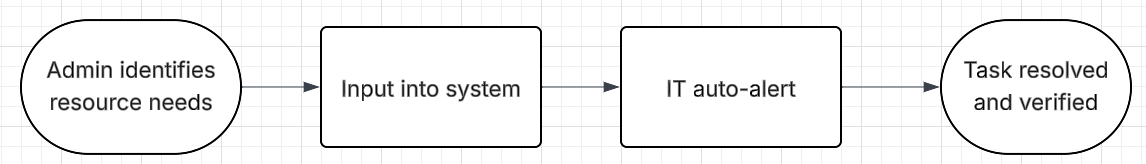 Admin identifies
resource needs
Input into system
IT auto-alert
Task resolved
and verified